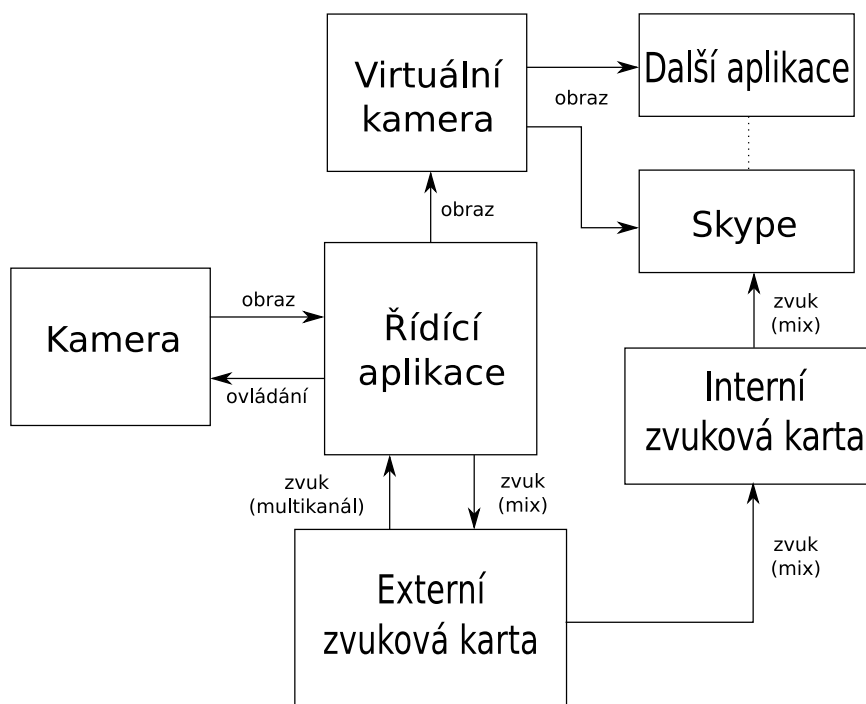 Virtuální
kamera
obraz
Další aplikace
obraz
Skype
Kamera
obraz
ovládání
Řídící
aplikace
zvuk
(mix)
Interní
zvuková karta
zvuk
(multikanál)
zvuk
(mix)
zvuk
(mix)
Externí
zvuková karta